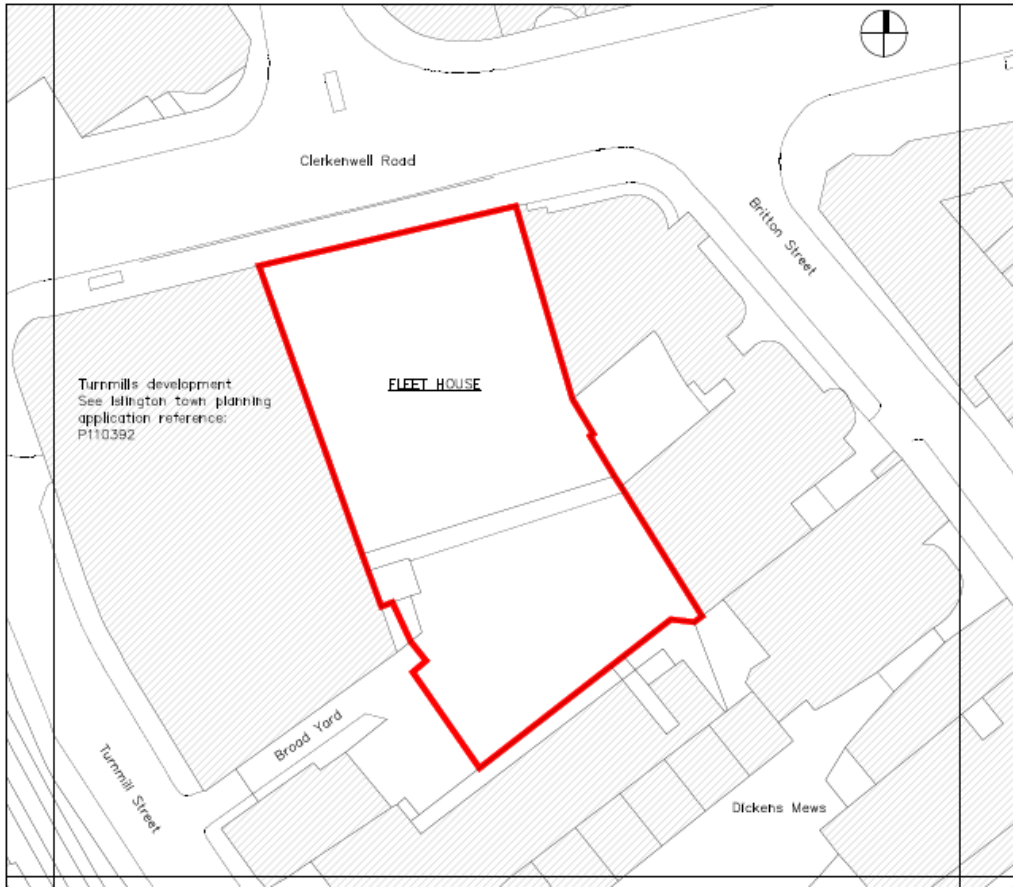 Clerkenwell Road
Britton Street
FLEET HOUSE
Turnmills development
See Islington town planning
application reference:
P110392
Broad Yard
Turnmill Street
Dickens Mews